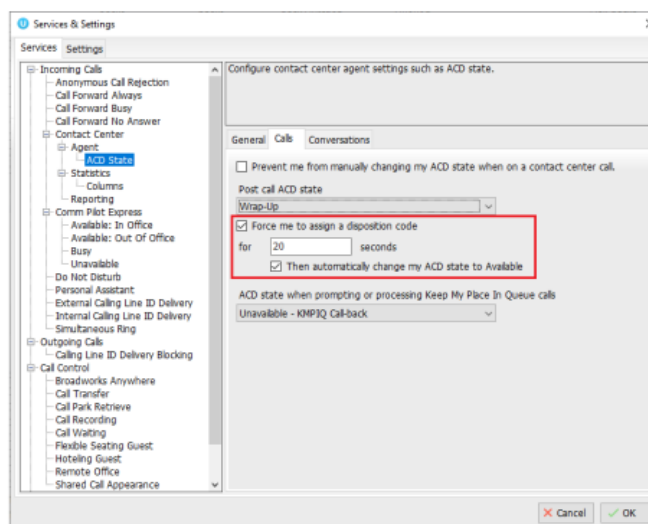 Services & Settings
Services Settings
Incoming Calls
Anonymous Call Rejection
Call Forward Always
Call Forward Busy
Call Forward No Answer
Contact Center
Agent
ACD State
Statistics
Columns
Reporting
Comm Pilot Express
Available: In Office
Available: Out Of Office
Busy
Unavailable
Do Not Disturb
Personal Assistant
External Calling Line ID Delivery
Internal Calling Line ID Delivery
Simultaneous Ring
Outgoing Calls
Calling Line ID Delivery Blocking
Call Control
Broadworks Anywhere
Call Transfer
Call Park Retrieve
Call Recording
Call Waiting
Flexible Seating Guest
Hoteling Guest
Remote Office
Shared Call Appearance
Configure contact center agent settings such as ACD state.
General Calls Conversations
Prevent me from manually changing my ACD state when on a contact center call.
Post call ACD state
Wrap-Up
Force me to assign a disposition code
for 20 seconds
Then automatically change my ACD state to Available
ACD state when prompting or processing Keep My Place In Queue calls
Unavailable - KMPIQ Call-back
Cancel OK